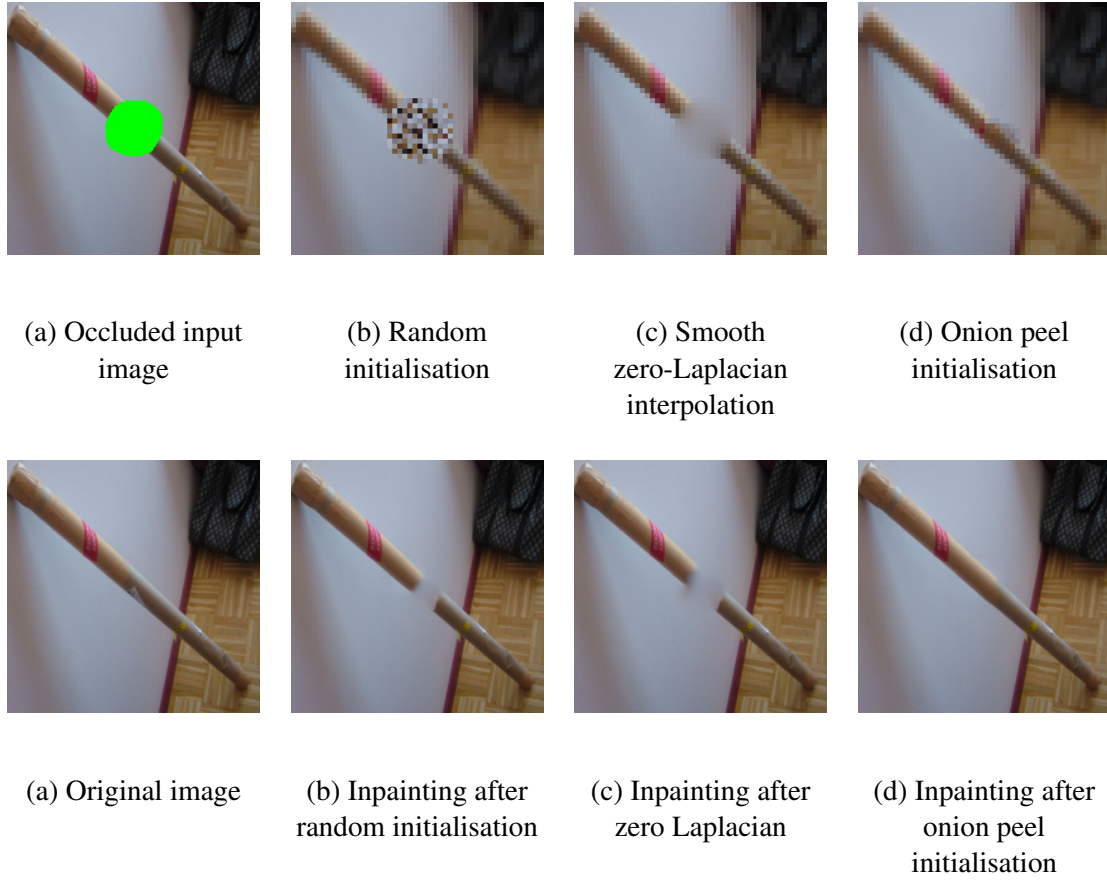 (a) Occluded input
image
(b) Random
initialisation
(c) Smooth
zero-Laplacian
interpolation
(d) Onion peel
initialisation
(a) Original image
(b) Inpainting after
random initialisation
(c) Inpainting after
zero Laplacian
(d) Inpainting after
onion peel
initialisation